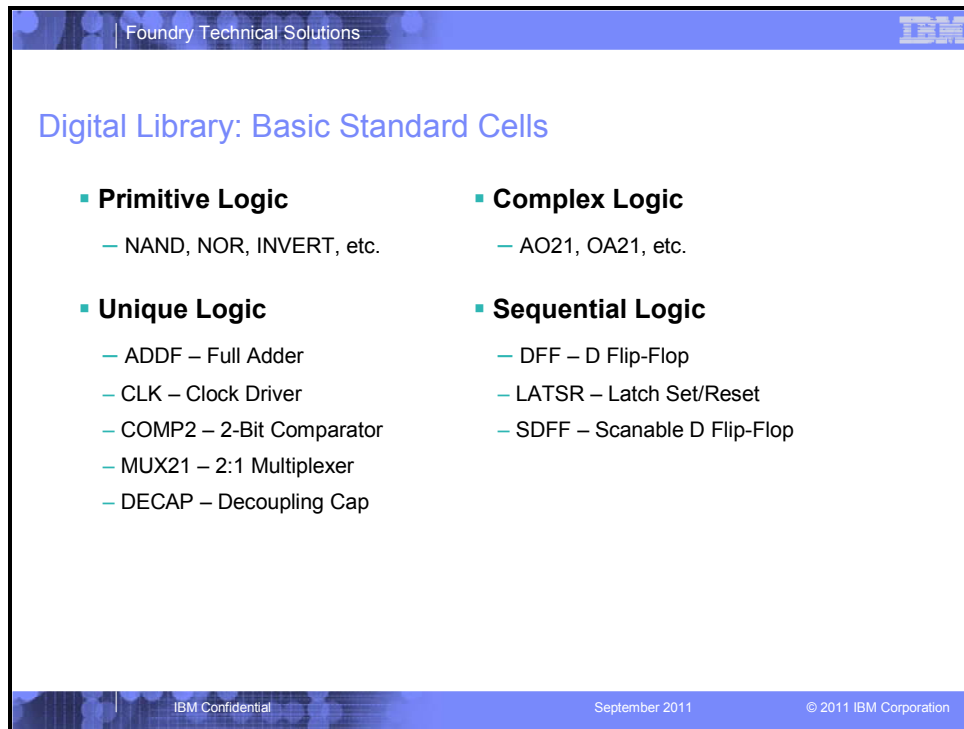 Foundry Technical Solutions
IBM
Digital Library: Basic Standard Cells
▪ Primitive Logic
– NAND, NOR, INVERT, etc.
▪ Unique Logic
– ADDF – Full Adder
– CLK – Clock Driver
– COMP2 – 2-Bit Comparator
– MUX21 – 2:1 Multiplexer
– DECAP – Decoupling Cap
▪ Complex Logic
– AO21, OA21, etc.
▪ Sequential Logic
– DFF – D Flip-Flop
– LATSR – Latch Set/Reset
– SDFF – Scanable D Flip-Flop
IBM Confidential
September 2011
© 2011 IBM Corporation